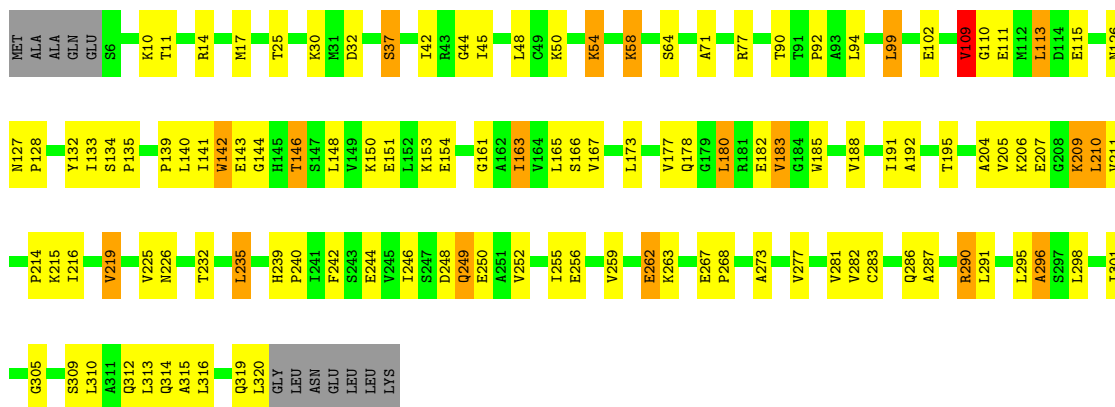 MET ALA ALA GLN GLU S6 K10 T11 R14 M17 T25 K30 M31 D32 S37 I42 R43 G44 I45 L48 C49 K50 K54 K58 S64 A71 R77 T90 T91 P92 A93 L94 L99 E102 V109 G110 E111 M112 L113 D114 E115 N126
N127 P128 Y132 I133 S134 P135 P139 L140 I141 W142 E143 G144 H145 T146 S147 L148 V149 K150 E151 L152 K153 E154 G161 A162 I163 V164 L165 S166 V167 L173 V177 Q178 G179 L180 R181 E182 V183 G184 W185 V188 I191 A192 T195 A204 V205 K206 E207 G208 K209 L210
P214 K215 I216 V219 V225 N226 T232 L235 H239 P240 I241 F242 S243 E244 V245 I246 S247 D248 Q249 E250 A251 V252 I255 E256 V259 E262 K263 E267 P268 A273 V277 V281 V282 C283 Q286 A287 R290 L291 L295 A296 S297 L298
G305 S309 L310 A311 Q312 L313 Q314 A315 L316 Q319 L320 GLY LEU ASN GLU LEU LEU LYS